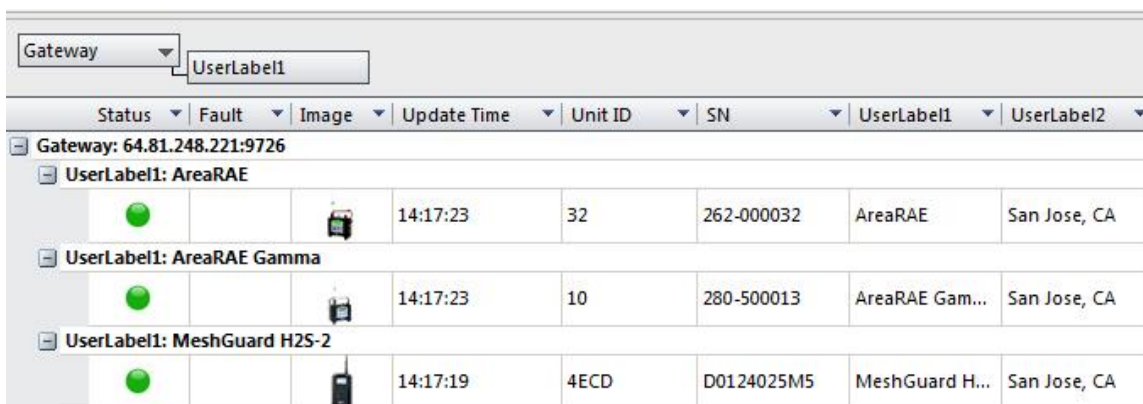 Gateway
UserLabel1
Status Fault Image Update Time Unit ID SN UserLabel1 UserLabel2
Gateway: 64.81.248.221:9726
UserLabel1: AreaRAE
14:17:23 32 262-000032 AreaRAE San Jose, CA
UserLabel1: AreaRAE Gamma
14:17:23 10 280-500013 AreaRAE Gam... San Jose, CA
UserLabel1: MeshGuard H2S-2
14:17:19 4ECD D0124025M5 MeshGuard H... San Jose, CA